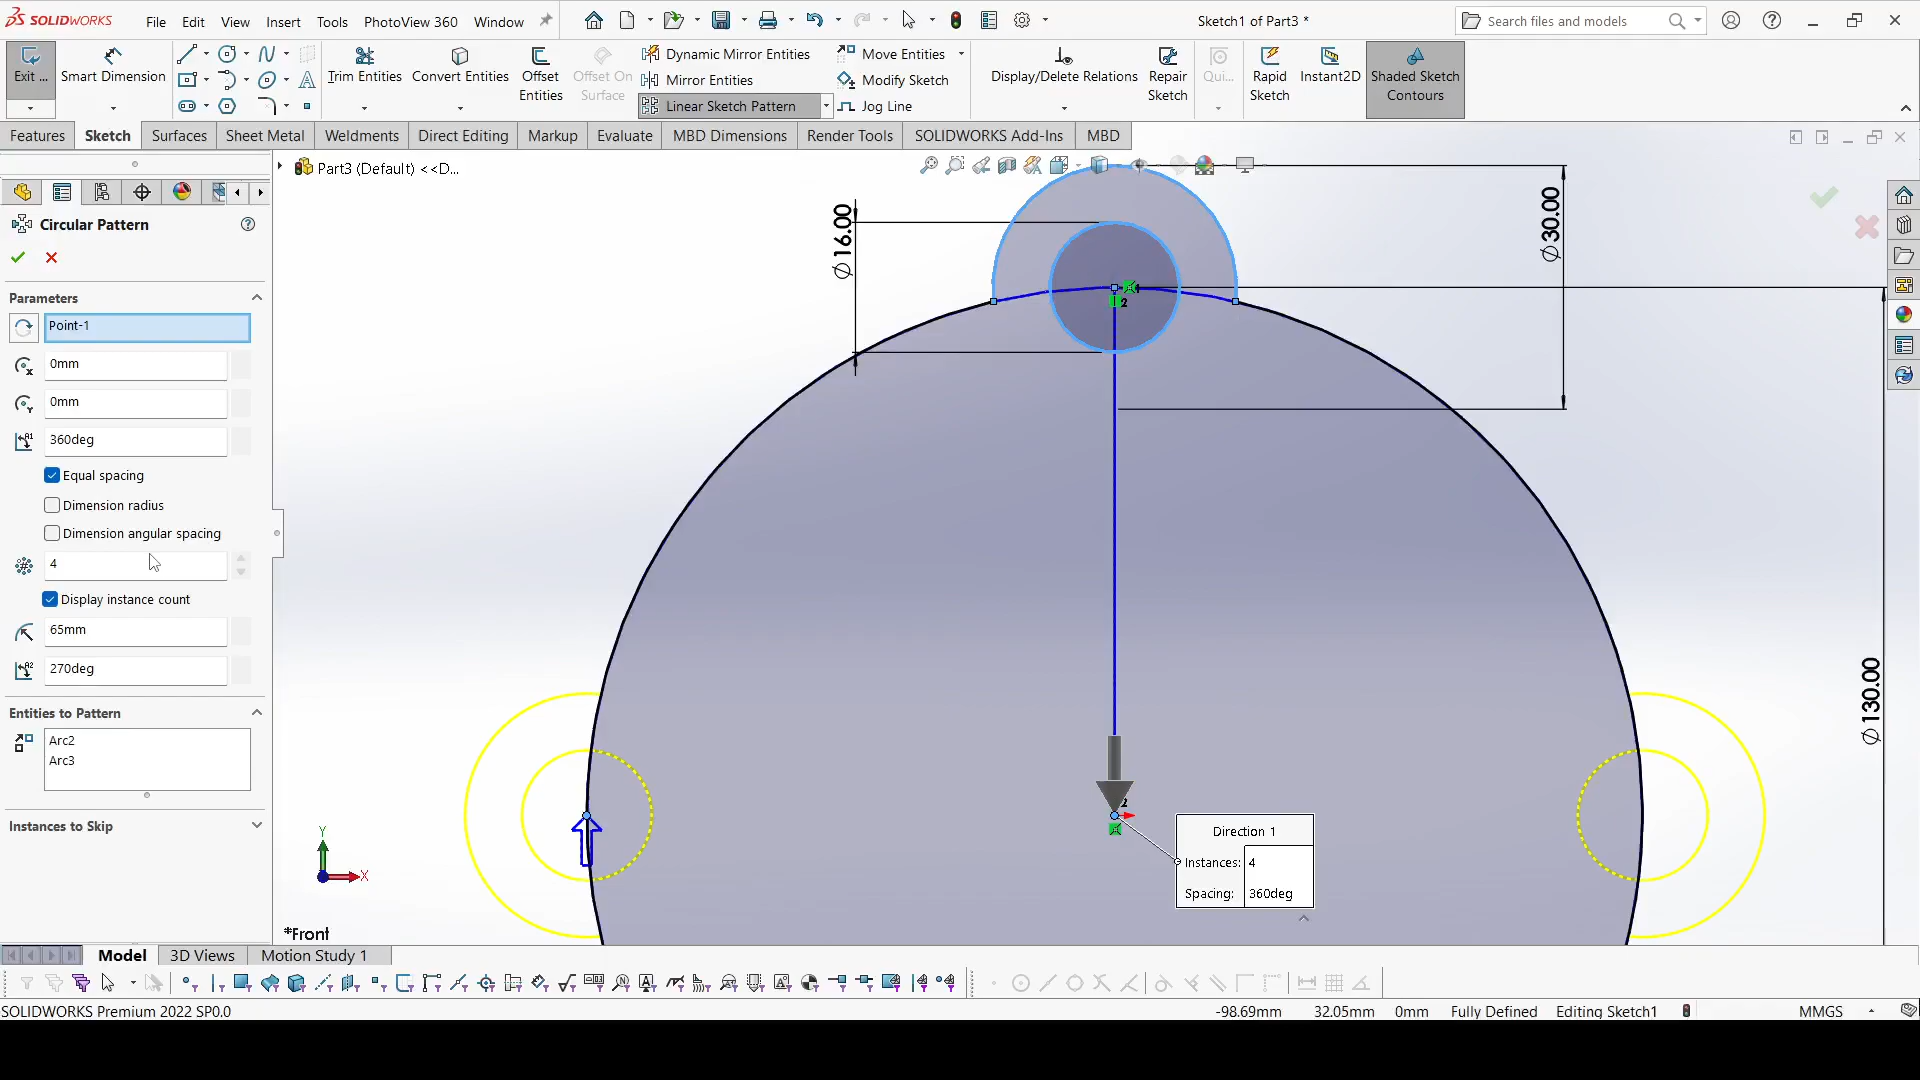 SOLIDWORKS File Edit View Insert Tools PhotoView 360 Window Sketch1 of Part3 * Search files and models
Exit ... Smart Dimension Trim Entities Convert Entities Offset Entities Offset On Surface Dynamic Mirror Entities Mirror Entities Linear Sketch Pattern Move Entities Modify Sketch Jog Line Display/Delete Relations Repair Sketch Qui... Rapid Sketch Instant2D Shaded Sketch Contours
Features Sketch Surfaces Sheet Metal Weldments Direct Editing Markup Evaluate MBD Dimensions Render Tools SOLIDWORKS Add-Ins MBD
Part3 (Default) <<D...
Circular Pattern
Parameters
Point-1
0mm
0mm
360deg
Equal spacing
Dimension radius
Dimension angular spacing
4
Display instance count
65mm
270deg
Entities to Pattern
Arc2
Arc3
Instances to Skip
∅16.00
∅30.00
∅130.00
2
2
Direction 1
Instances: 4
Spacing: 360deg
Y
X
*Front
Model 3D Views Motion Study 1
SOLIDWORKS Premium 2022 SP0.0 -98.69mm 32.05mm 0mm Fully Defined Editing Sketch1 MMGS